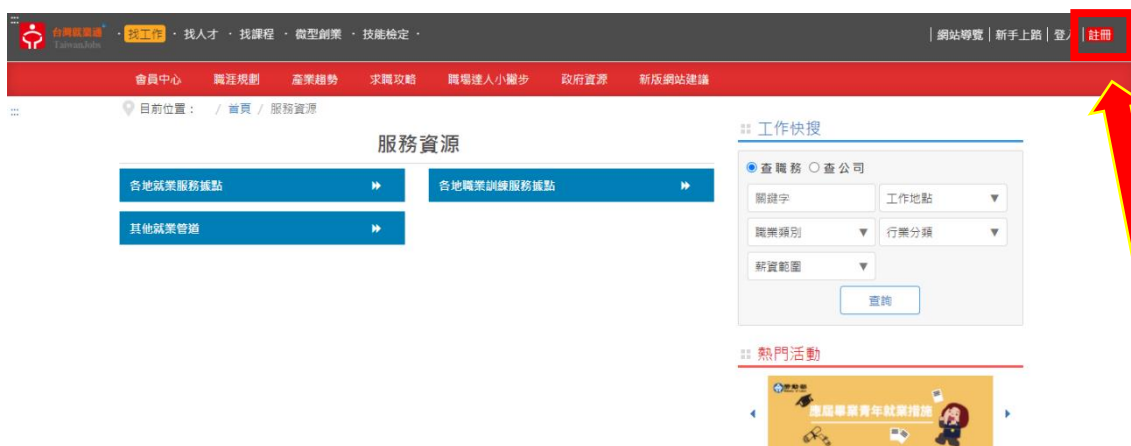 台灣就業通
TaiwanJobs
·找工作 · 找人才 · 找課程 · 微型創業 · 技能檢定 ·
│網站導覽│新手上路│登入│註冊
會員中心 職涯規劃 產業趨勢 求職攻略 職場達人小撇步 政府資源 新版網站建議
目前位置： / 首頁 / 服務資源
服務資源
各地就業服務據點
各地職業訓練服務據點
其他就業管道
工作快搜
查職務 查公司
關鍵字 工作地點
職業類別 行業分類
薪資範圍
查詢
熱門活動
勞動部
應屆畢業青年就業措施